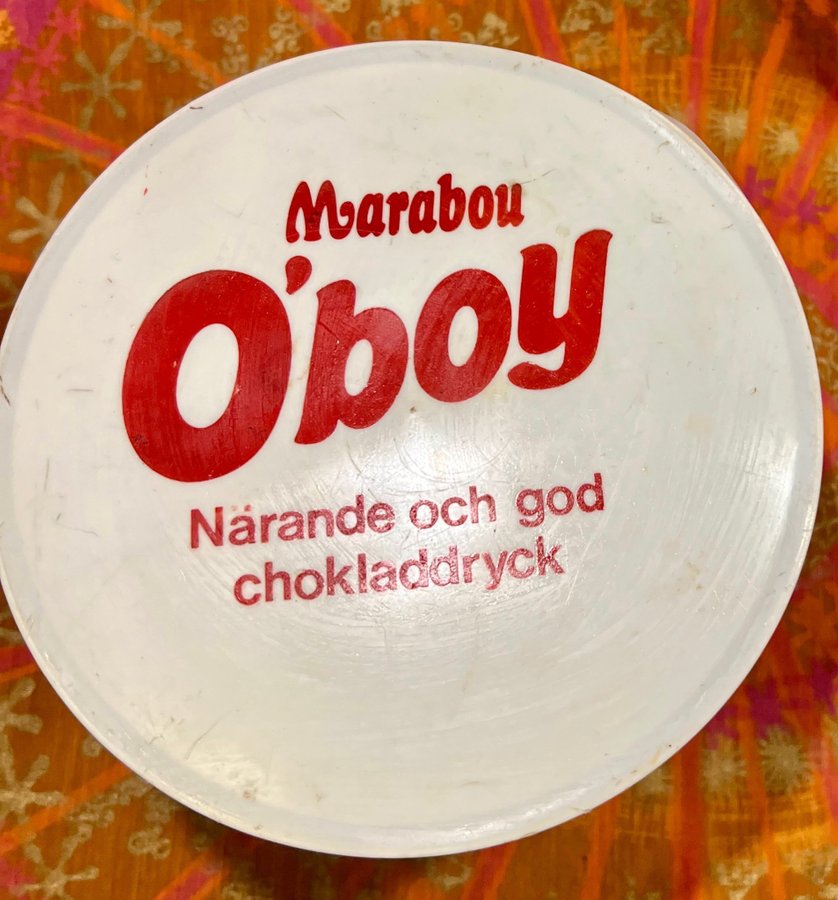 Marabou
O'boy
Närande och god
chokladdryck